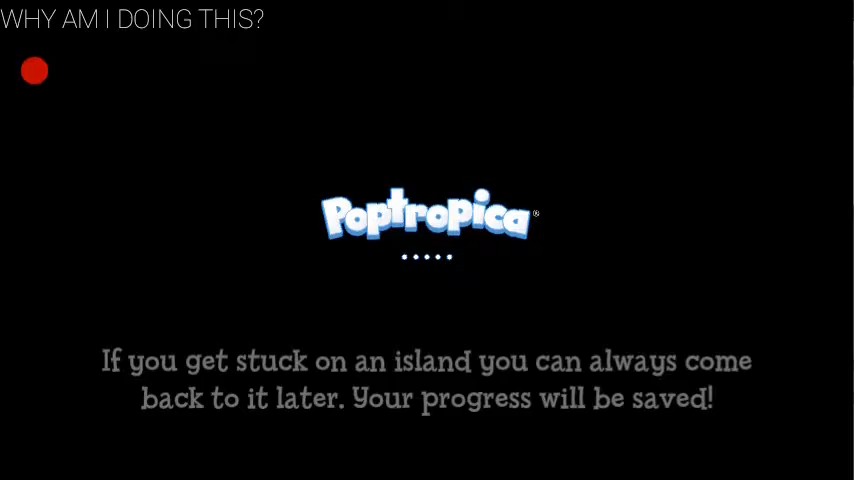 WHY AM I DOING THIS?
Poptropica®
If you get stuck on an island you can always come
back to it later. Your progress will be saved!